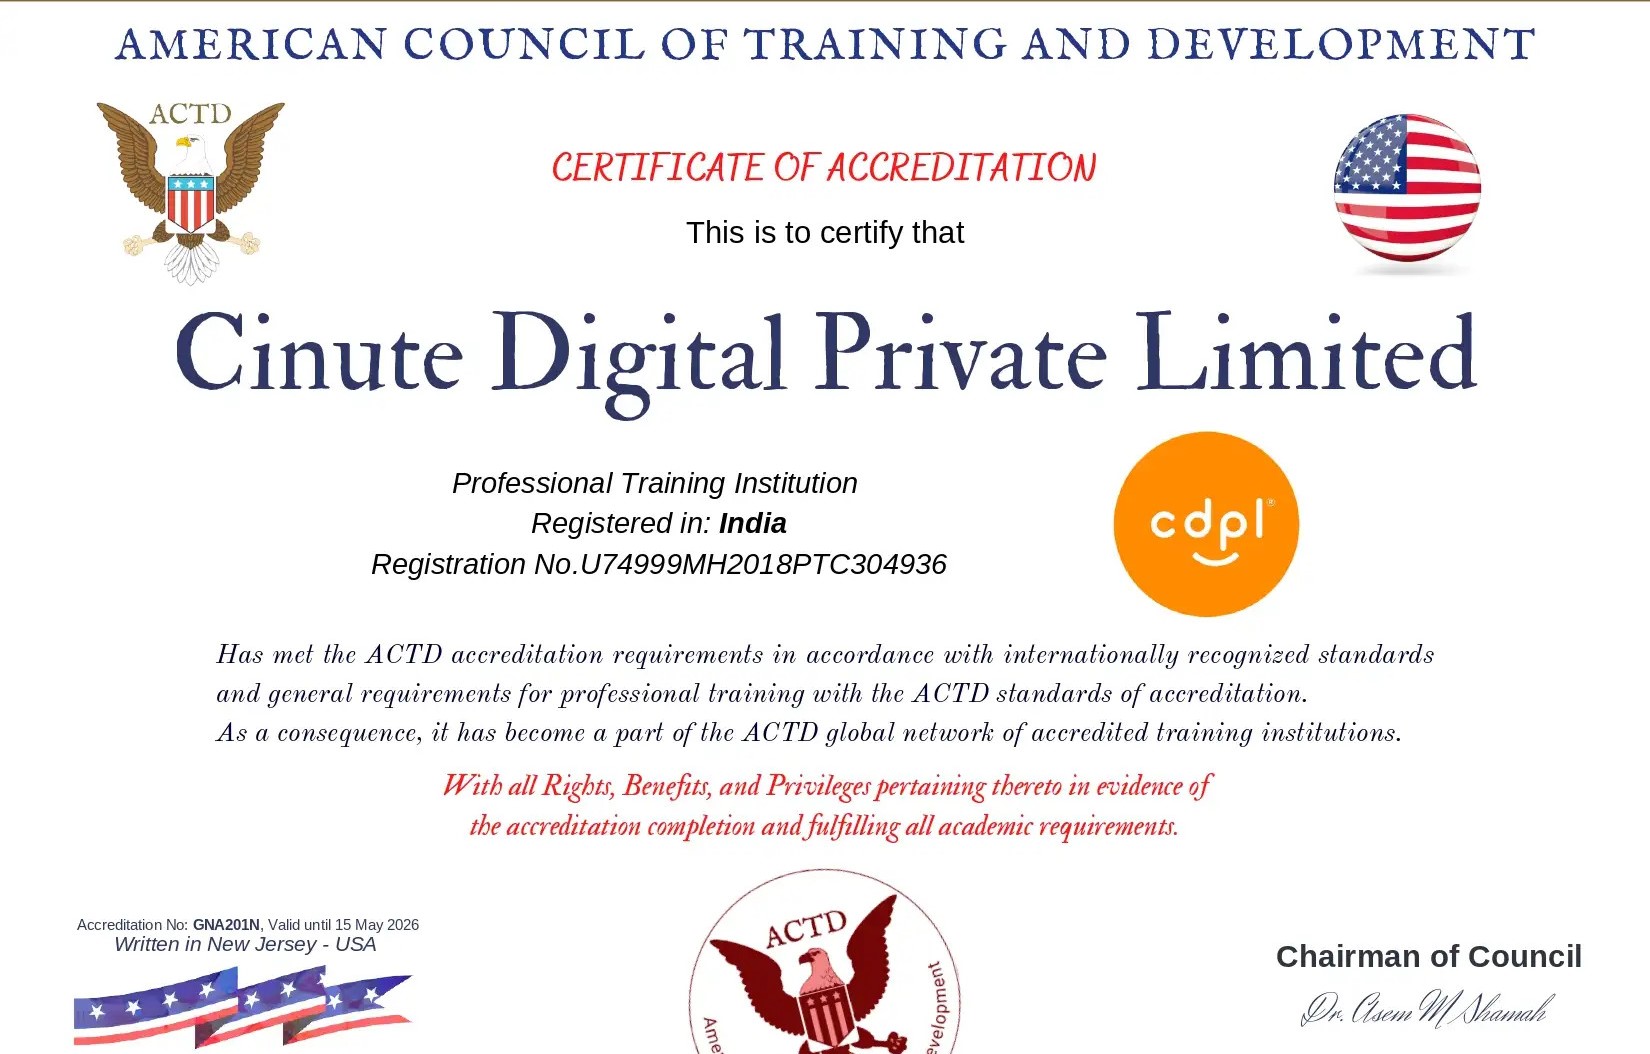 AMERICAN COUNCIL OF TRAINING AND DEVELOPMENT
ACTD
CERTIFICATE OF ACCREDITATION
This is to certify that
Cinute Digital Private Limited
Professional Training Institution
Registered in: India
Registration No.U74999MH2018PTC304936
cdpl®
Has met the ACTD accreditation requirements in accordance with internationally recognized standards
and general requirements for professional training with the ACTD standards of accreditation.
As a consequence, it has become a part of the ACTD global network of accredited training institutions.
With all Rights, Benefits, and Privileges pertaining thereto in evidence of
the accreditation completion and fulfilling all academic requirements.
Accreditation No: GNA201N, Valid until 15 May 2026
Written in New Jersey - USA
ACTD
Chairman of Council
Dr. Asem M Shamah